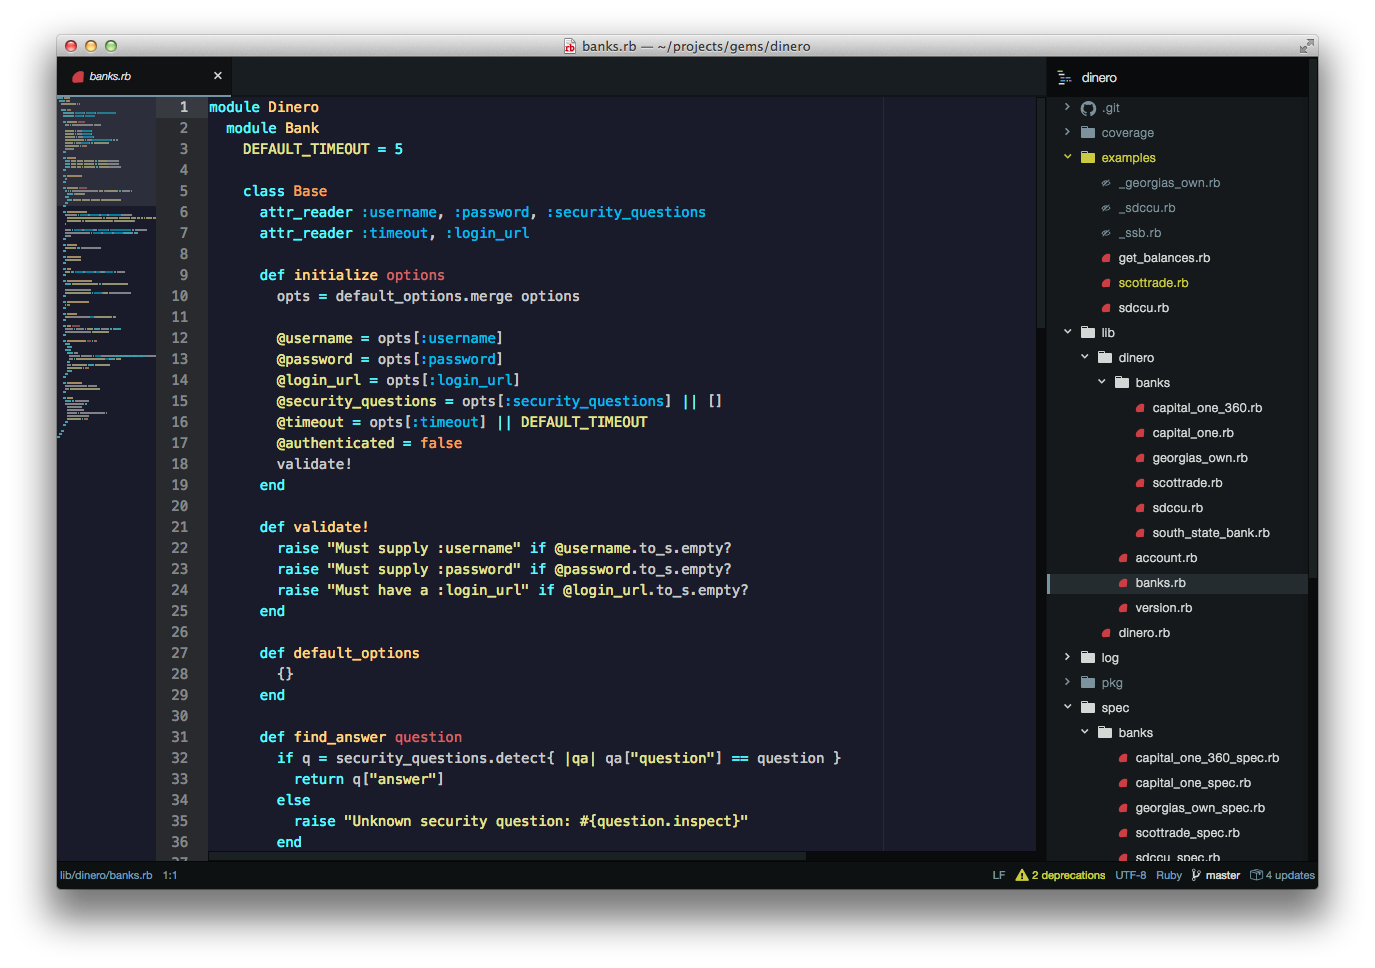 banks.rb — ~/projects/gems/dinero
banks.rb
1 module Dinero
2 module Bank
3 DEFAULT_TIMEOUT = 5
4
5 class Base
6 attr_reader :username, :password, :security_questions
7 attr_reader :timeout, :login_url
8
9 def initialize options
10 opts = default_options.merge options
11
12 @username = opts[:username]
13 @password = opts[:password]
14 @login_url = opts[:login_url]
15 @security_questions = opts[:security_questions] || []
16 @timeout = opts[:timeout] || DEFAULT_TIMEOUT
17 @authenticated = false
18 validate!
19 end
20
21 def validate!
22 raise "Must supply :username" if @username.to_s.empty?
23 raise "Must supply :password" if @password.to_s.empty?
24 raise "Must have a :login_url" if @login_url.to_s.empty?
25 end
26
27 def default_options
28 {}
29 end
30
31 def find_answer question
32 if q = security_questions.detect{ |qa| qa["question"] == question }
33 return q["answer"]
34 else
35 raise "Unknown security question: #{question.inspect}"
36 end
37
dinero
.git
coverage
examples
_georgias_own.rb
_sdccu.rb
_ssb.rb
get_balances.rb
scottrade.rb
sdccu.rb
lib
dinero
banks
capital_one_360.rb
capital_one.rb
georgias_own.rb
scottrade.rb
sdccu.rb
south_state_bank.rb
account.rb
banks.rb
version.rb
dinero.rb
log
pkg
spec
banks
capital_one_360_spec.rb
capital_one_spec.rb
georgias_own_spec.rb
scottrade_spec.rb
sdccu_spec.rb
lib/dinero/banks.rb 1:1
LF 2 deprecations UTF-8 Ruby master 4 updates